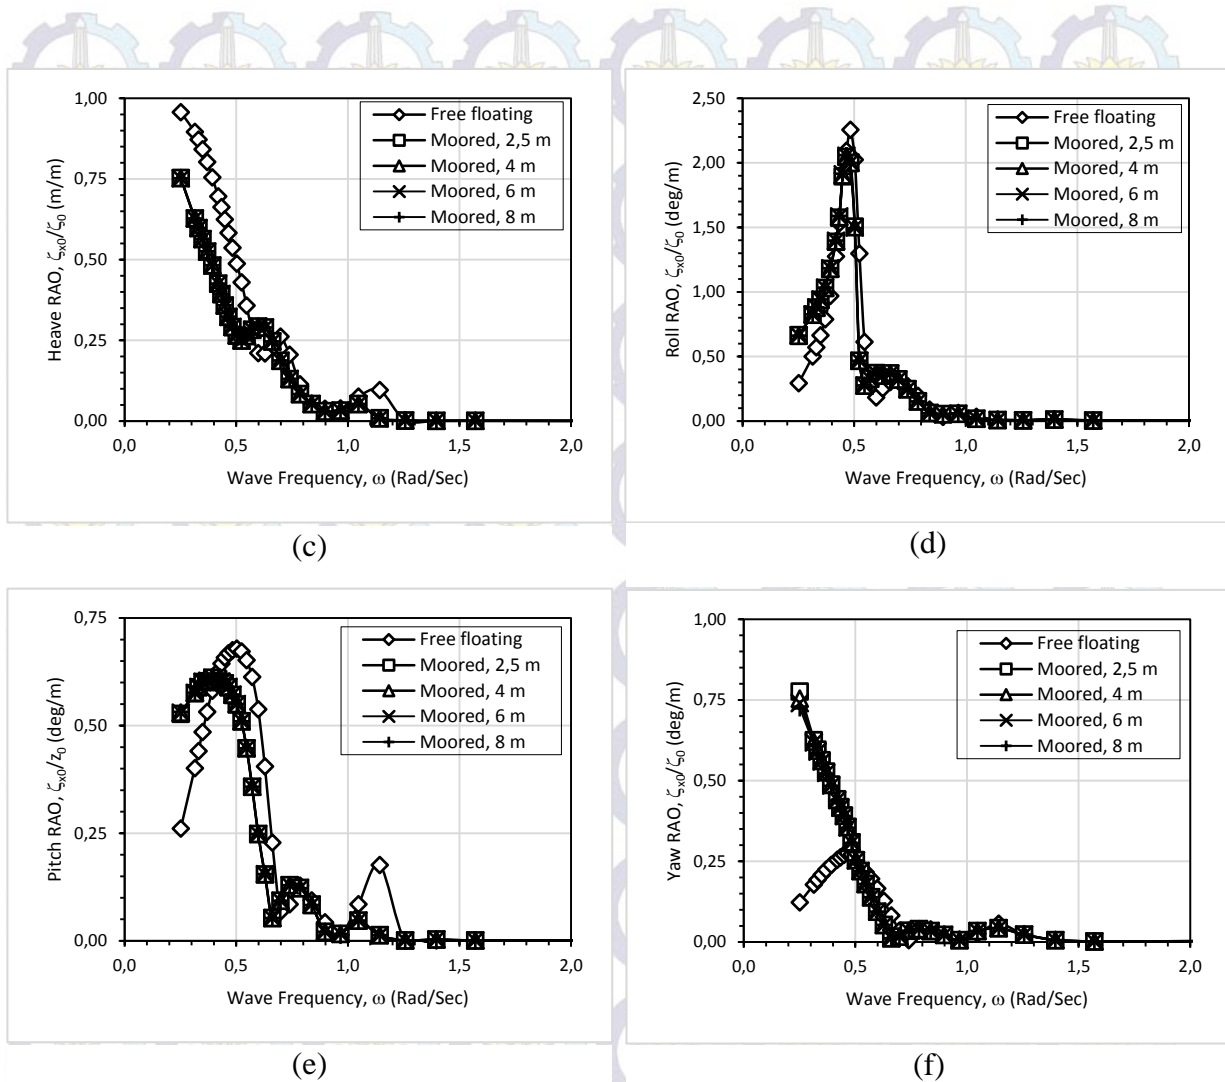 1,00
0,75
0,50
0,25
0,00
0,0 0,5 1,0 1,5 2,0
Heave RAO, ζx0/ζ0 (m/m)
Wave Frequency, ω (Rad/Sec)
Free floating
Moored, 2,5 m
Moored, 4 m
Moored, 6 m
Moored, 8 m
(c)
2,50
2,00
1,50
1,00
0,50
0,00
0,0 0,5 1,0 1,5 2,0
Roll RAO, ζx0/ζ0 (deg/m)
Wave Frequency, ω (Rad/Sec)
Free floating
Moored, 2,5 m
Moored, 4 m
Moored, 6 m
Moored, 8 m
(d)
0,75
0,50
0,25
0,00
0,0 0,5 1,0 1,5 2,0
Pitch RAO, ζx0/z0 (deg/m)
Wave Frequency, ω (Rad/Sec)
Free floating
Moored, 2,5 m
Moored, 4 m
Moored, 6 m
Moored, 8 m
(e)
1,00
0,75
0,50
0,25
0,00
0,0 0,5 1,0 1,5 2,0
Yaw RAO, ζx0/ζ0 (deg/m)
Wave Frequency, ω (Rad/Sec)
Free floating
Moored, 2,5 m
Moored, 4 m
Moored, 6 m
Moored, 8 m
(f)